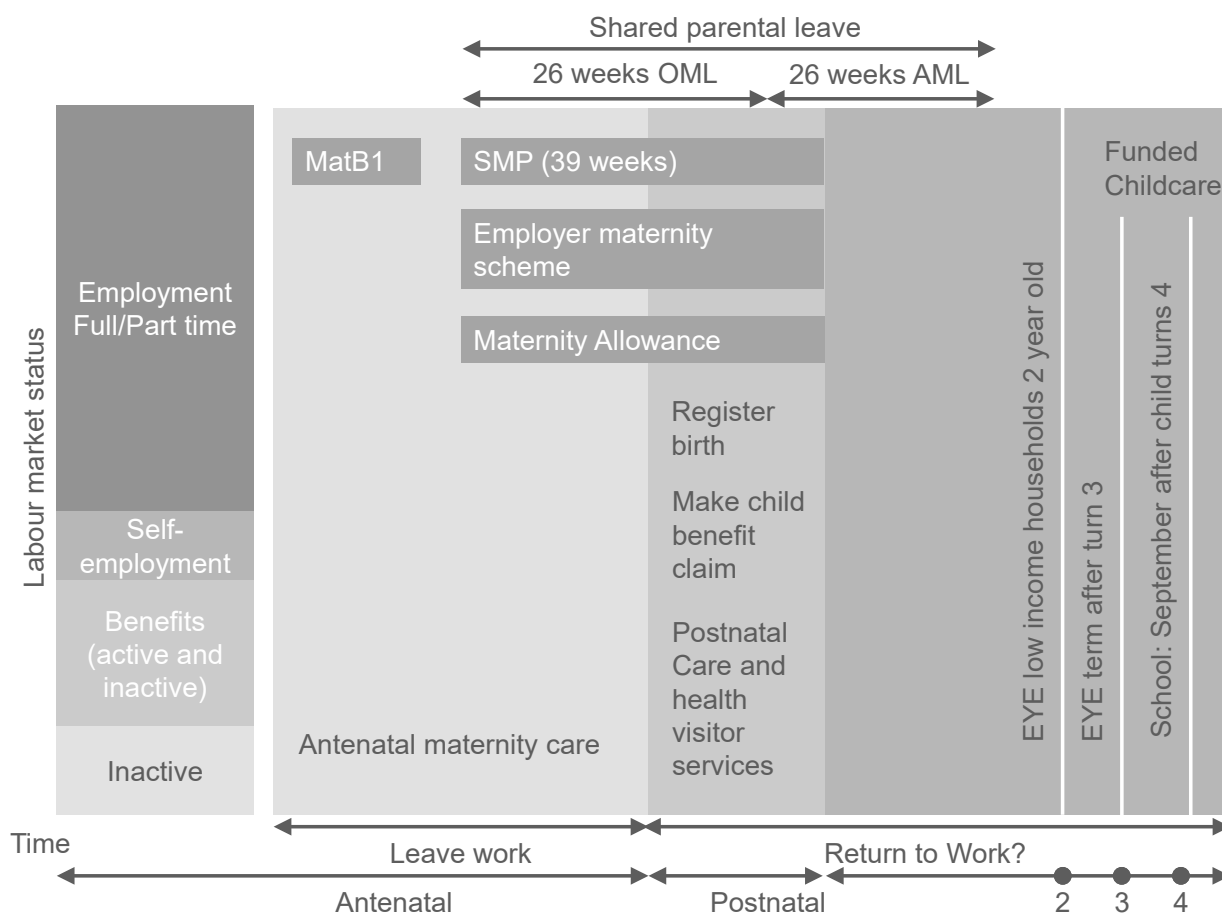 Shared parental leave
26 weeks OML
26 weeks AML
MatB1
SMP (39 weeks)
Funded
Childcare
Employer maternity
scheme
Maternity Allowance
Labour market status
Employment
Full/Part time
Self-
employment
Benefits
(active and
inactive)
Inactive
Register
birth
Make child
benefit
claim
Postnatal
Care and
health
visitor
services
Antenatal maternity care
EYE low income households 2 year old
EYE term after turn 3
School: September after child turns 4
Time
Leave work
Return to Work?
Antenatal
Postnatal
2
3
4